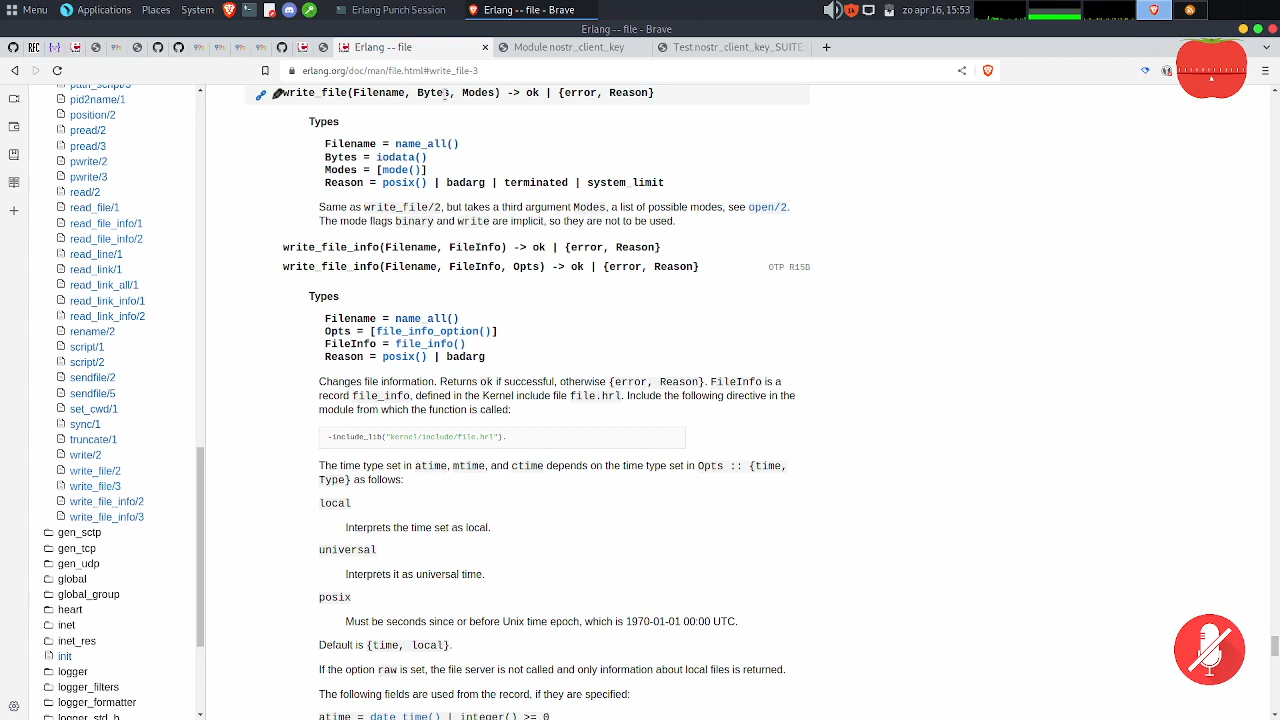 Menu Applications Places System Erlang Punch Session Erlang -- file - Brave zo apr 16, 15:53
Erlang -- file - Brave
Erlang -- file Module nostr_client_key Test nostr_client_key_SUITE
erlang.org/doc/man/file.html#write_file-3
path_script/3
pid2name/1
position/2
pread/2
pread/3
pwrite/2
pwrite/3
read/2
read_file/1
read_file_info/1
read_file_info/2
read_line/1
read_link/1
read_link_all/1
read_link_info/1
read_link_info/2
rename/2
script/1
script/2
sendfile/2
sendfile/5
set_cwd/1
sync/1
truncate/1
write/2
write_file/2
write_file/3
write_file_info/2
write_file_info/3
gen_sctp
gen_tcp
gen_udp
global
global_group
heart
inet
inet_res
init
logger
logger_filters
logger_formatter
logger_std_h
write_file(Filename, Bytes, Modes) -> ok | {error, Reason}
Types
Filename = name_all()
Bytes = iodata()
Modes = [mode()]
Reason = posix() | badarg | terminated | system_limit
Same as write_file/2, but takes a third argument Modes, a list of possible modes, see open/2.
The mode flags binary and write are implicit, so they are not to be used.
write_file_info(Filename, FileInfo) -> ok | {error, Reason}
write_file_info(Filename, FileInfo, Opts) -> ok | {error, Reason} OTP R15B
Types
Filename = name_all()
Opts = [file_info_option()]
FileInfo = file_info()
Reason = posix() | badarg
Changes file information. Returns ok if successful, otherwise {error, Reason}. FileInfo is a
record file_info, defined in the Kernel include file file.hrl. Include the following directive in the
module from which the function is called:
-include_lib("kernel/include/file.hrl").
The time type set in atime, mtime, and ctime depends on the time type set in Opts :: {time,
Type} as follows:
local
Interprets the time set as local.
universal
Interprets it as universal time.
posix
Must be seconds since or before Unix time epoch, which is 1970-01-01 00:00 UTC.
Default is {time, local}.
If the option raw is set, the file server is not called and only information about local files is returned.
The following fields are used from the record, if they are specified:
atime = date_time() | integer() >= 0